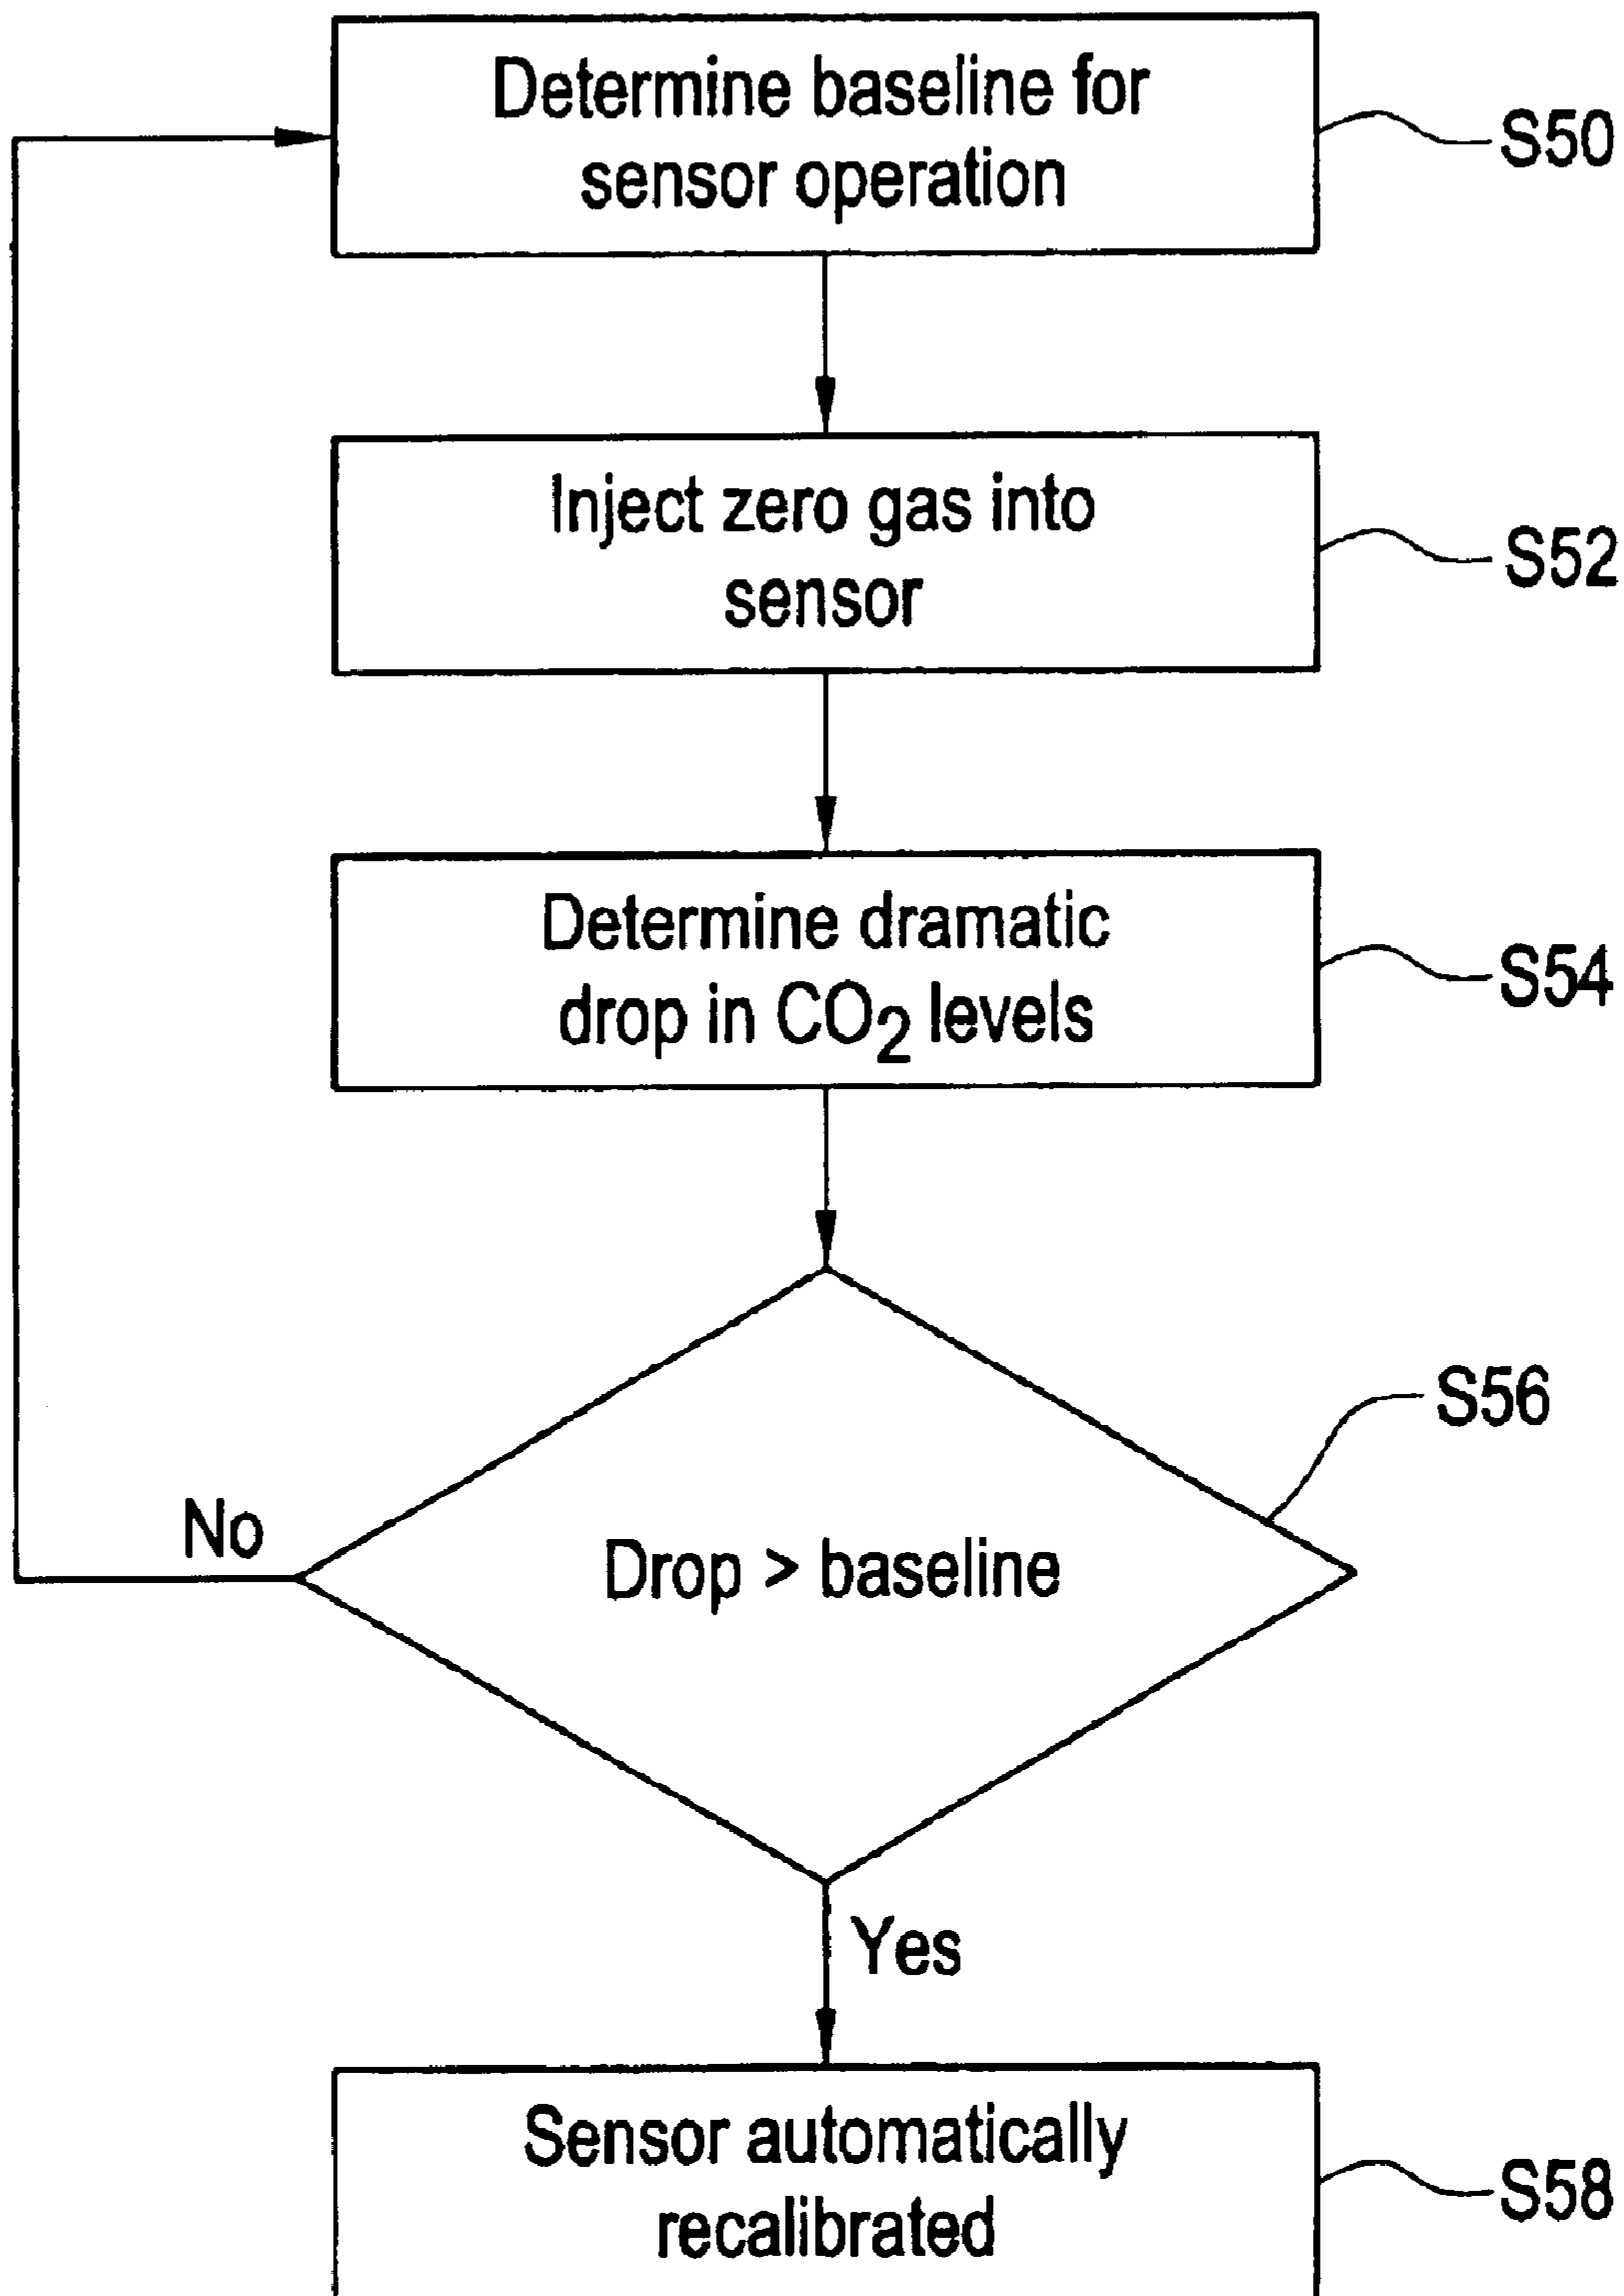 Determine baseline for
sensor operation
S50
Inject zero gas into
sensor
S52
Determine dramatic
drop in CO₂ levels
S54
S56
No
Drop > baseline
Yes
Sensor automatically
recalibrated
S58